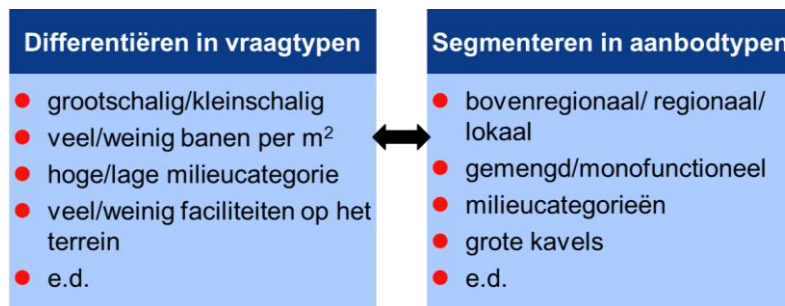 Differentiëren in vraagtypen
grootschalig/kleinschalig
veel/weinig banen per m²
hoge/lage milieucategorie
veel/weinig faciliteiten op het
terrein
e.d.
Segmenteren in aanbodtypen
bovenregionaal/ regionaal/
lokaal
gemengd/monofunctioneel
milieucategorieën
grote kavels
e.d.